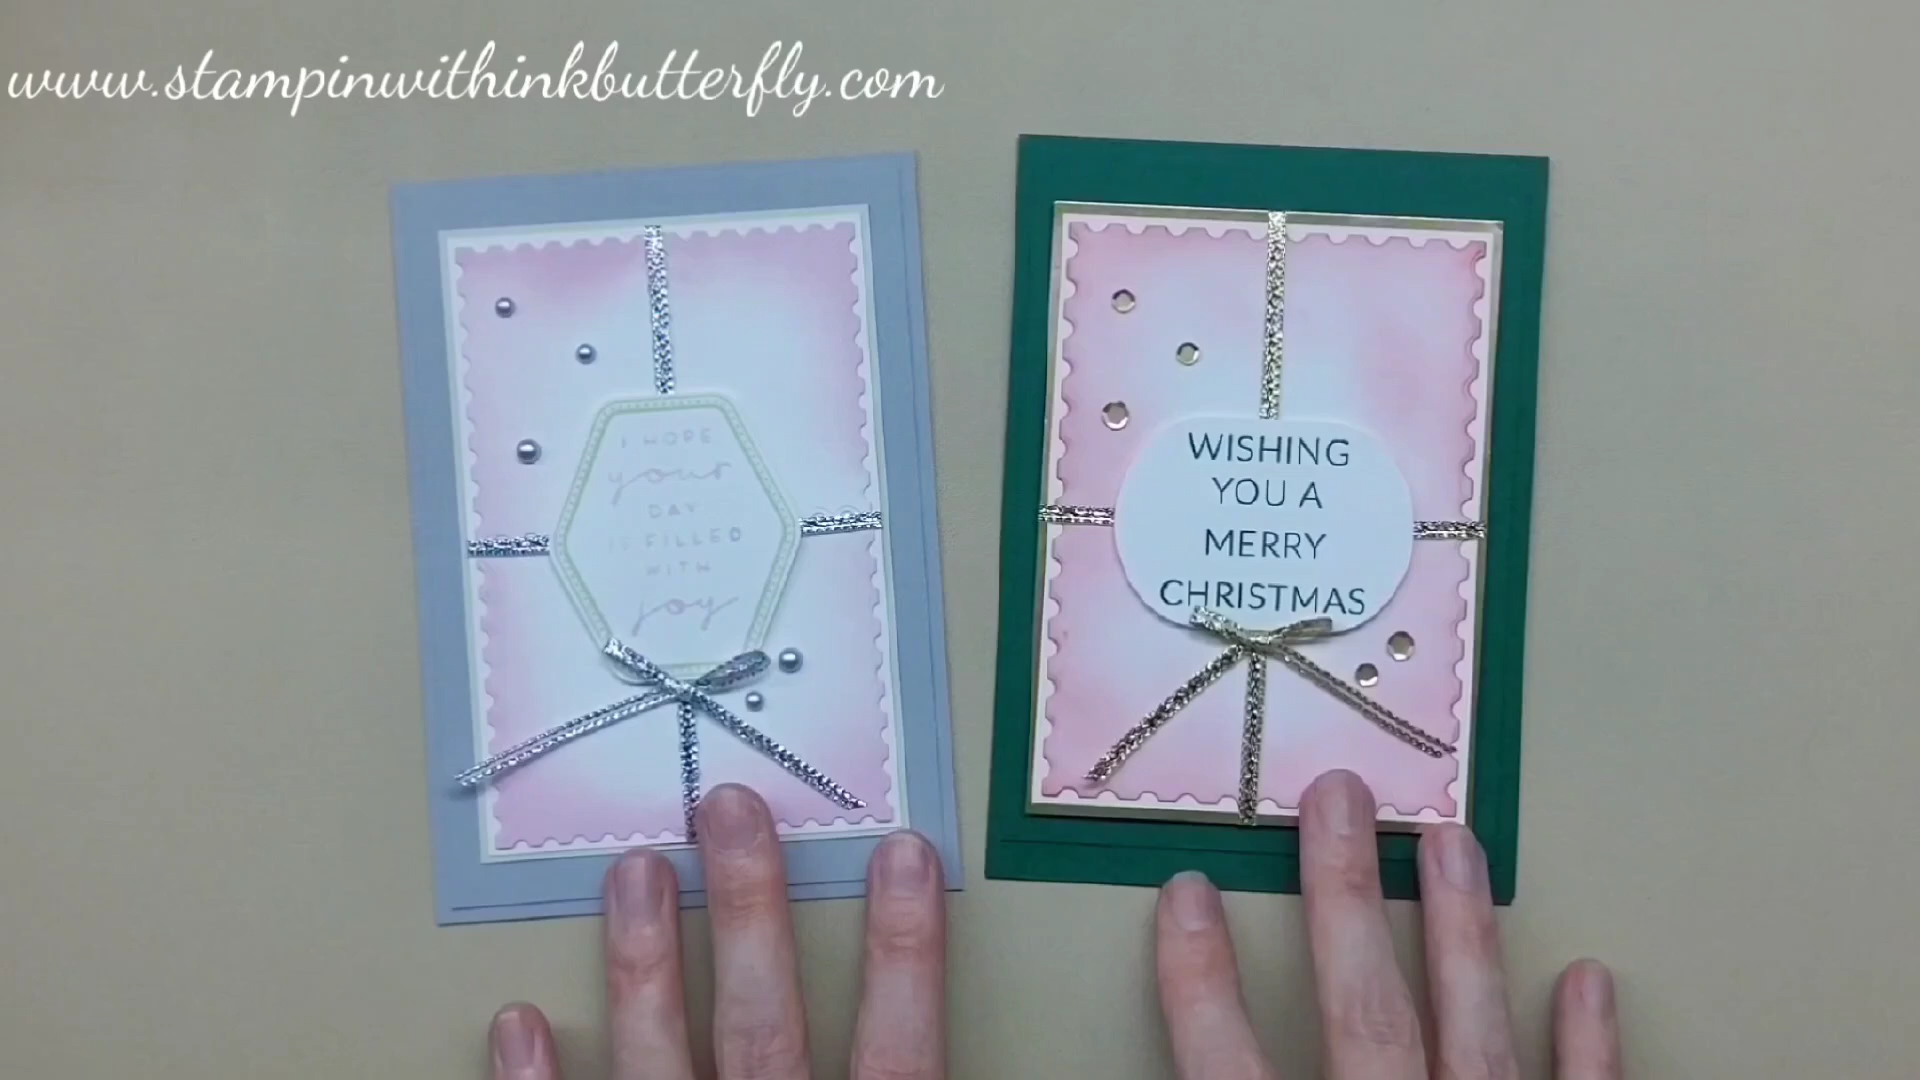 www.stampinwithinkbutterfly.com
I HOPE
your
DAY
IS FILLED
WITH
joy
WISHING
YOU A
MERRY
CHRISTMAS